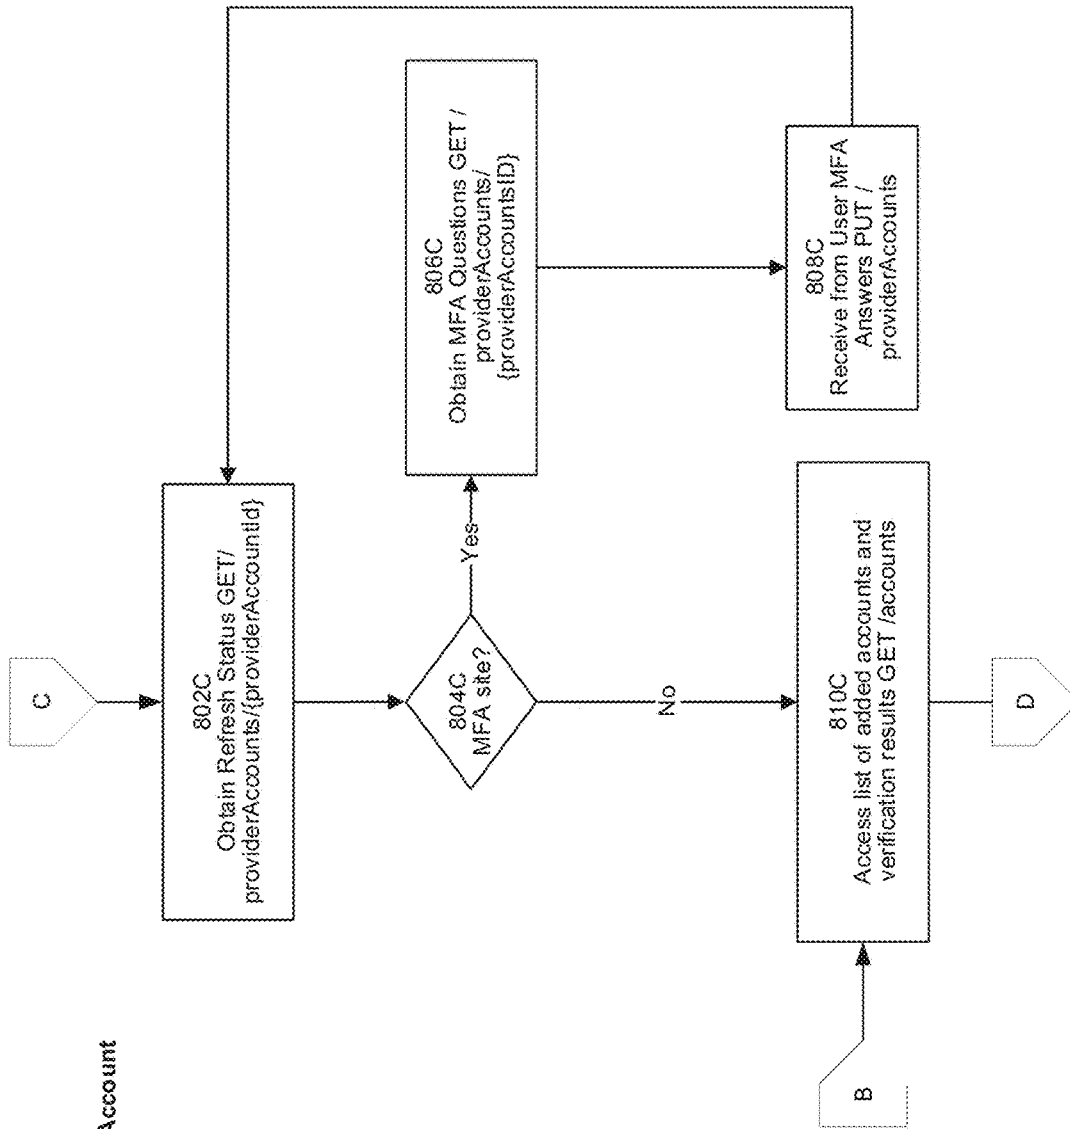 Account
C
802C
Obtain Refresh Status GET/
providerAccounts/{providerAccountId}
804C
MFA site?
Yes
806C
Obtain MFA Questions GET /
providerAccounts/
{providerAccountsID}
808C
Receive from User MFA
Answers PUT /
providerAccounts
No
B
810C
Access list of added accounts and
verification results GET /accounts
D